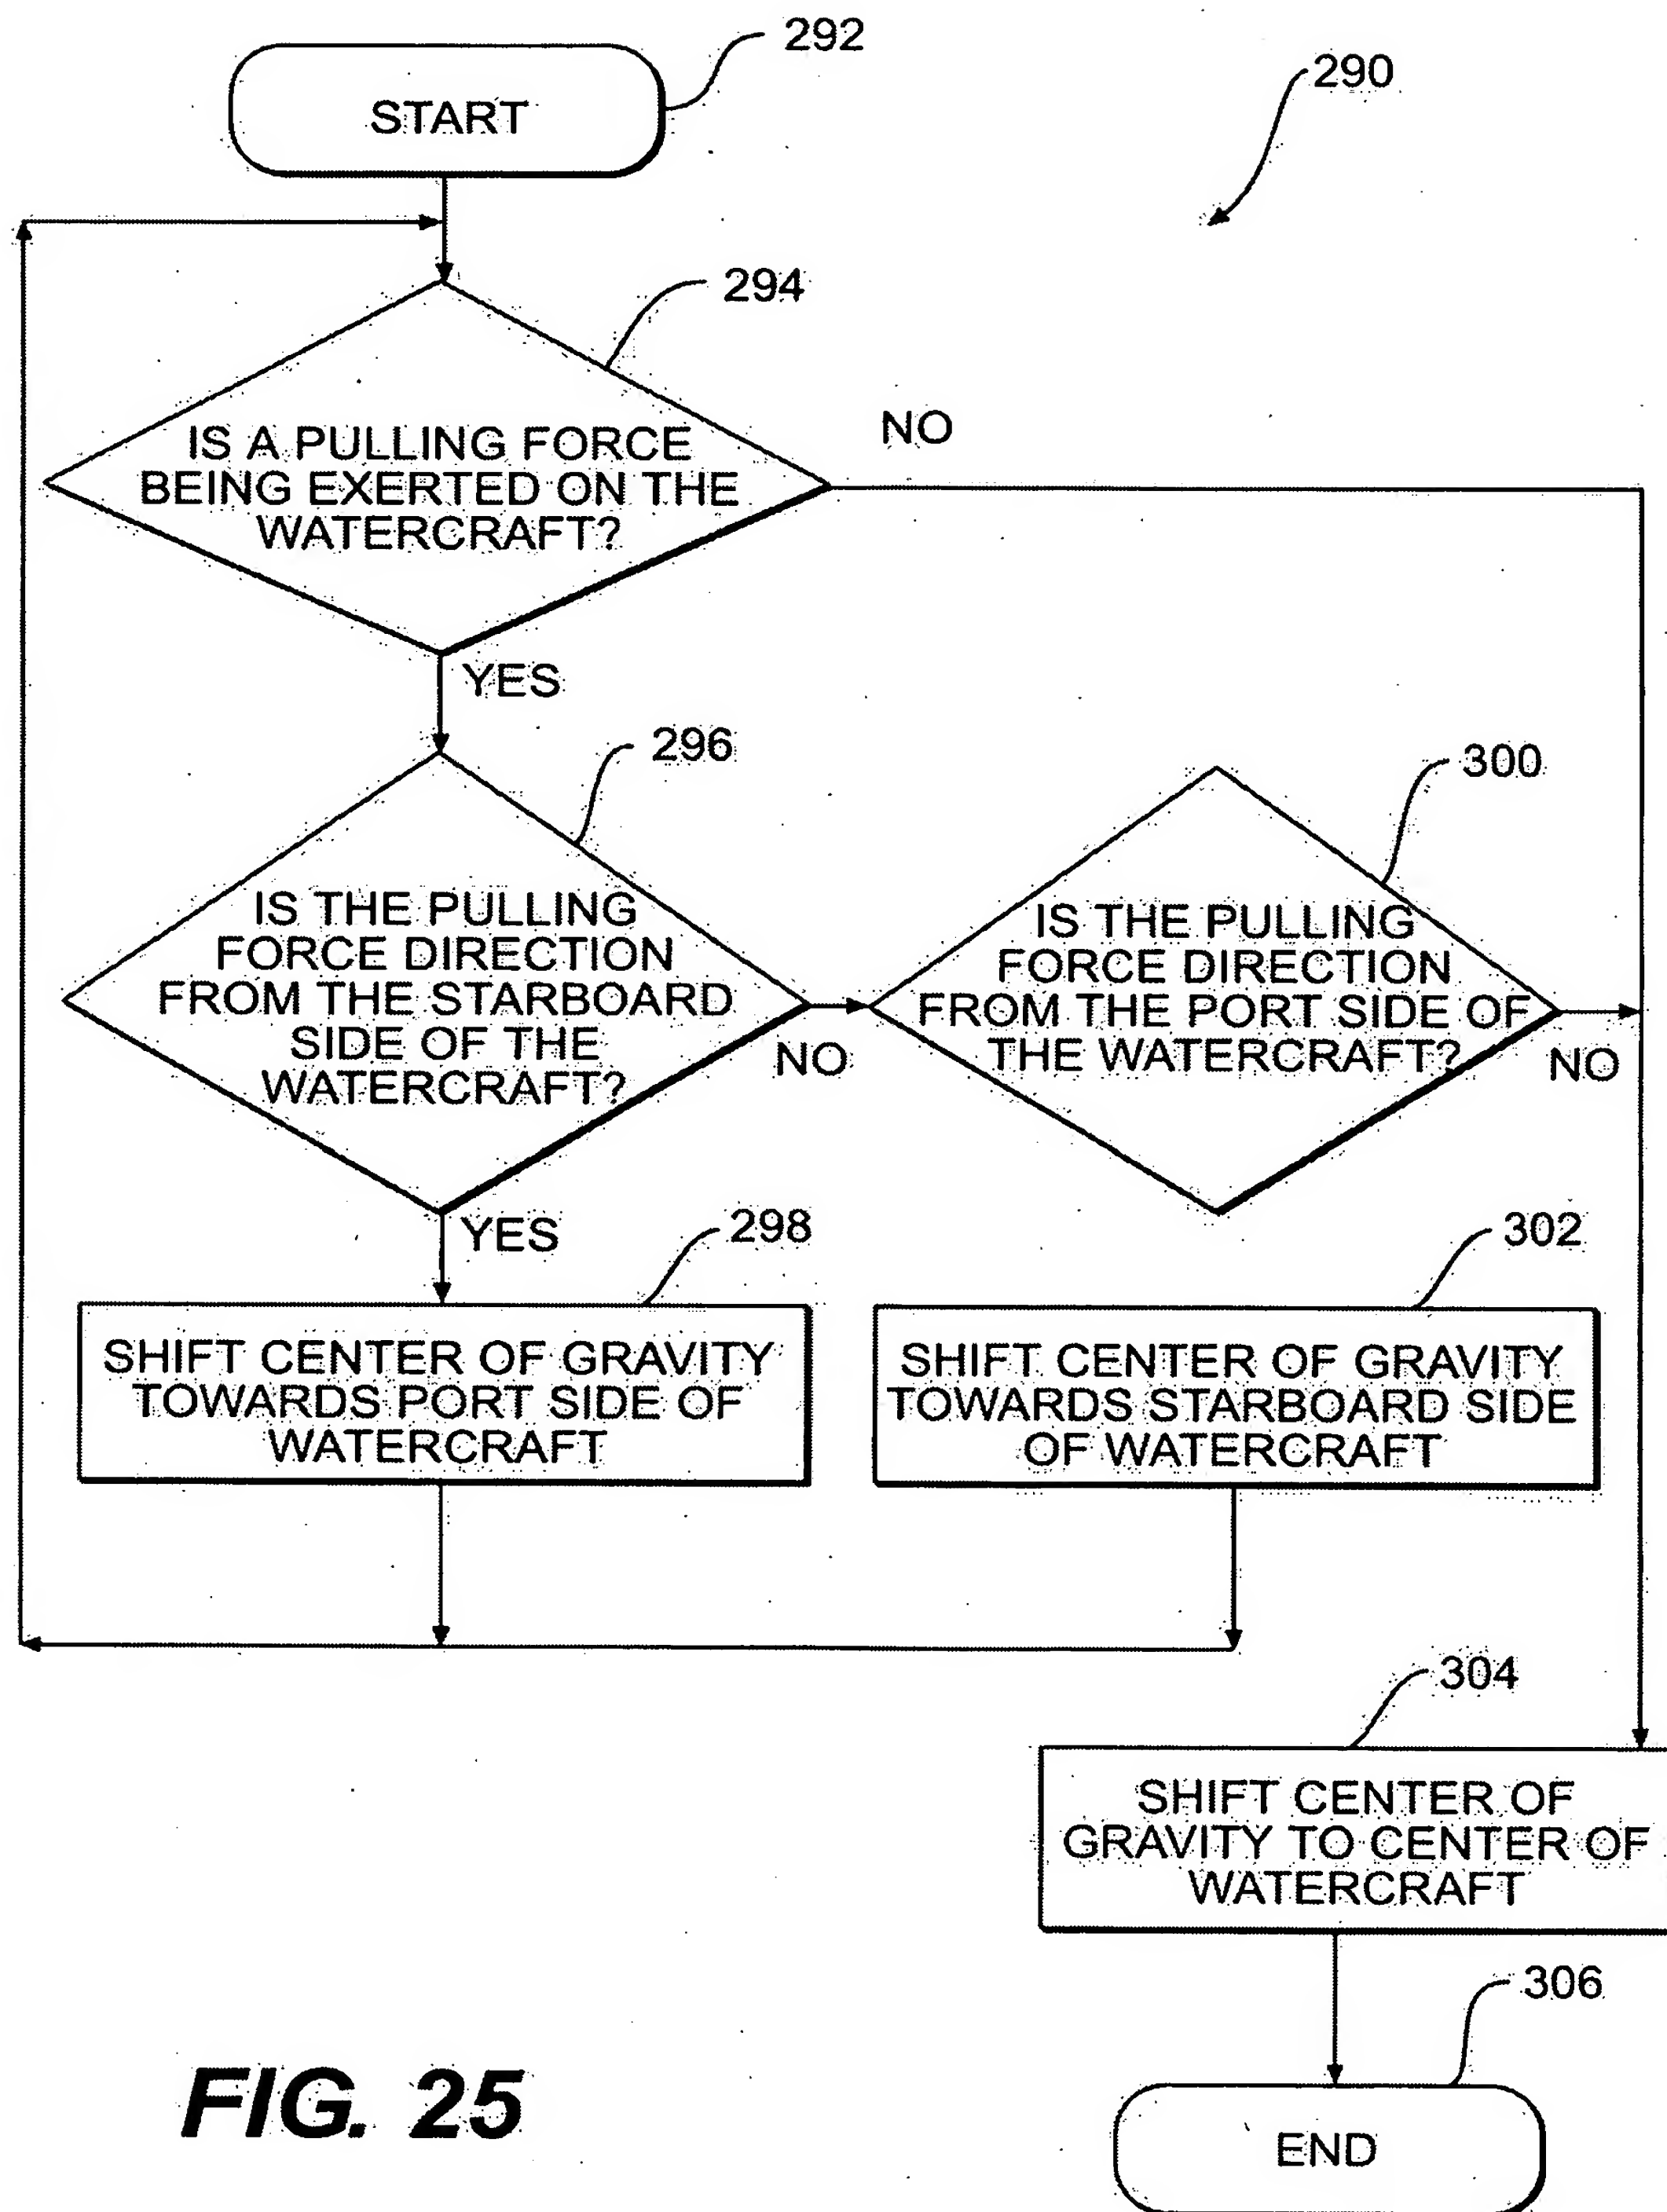 292
START
290
294
IS A PULLING FORCE
BEING EXERTED ON THE
WATERCRAFT?
NO
YES
296
IS THE PULLING
FORCE DIRECTION
FROM THE STARBOARD
SIDE OF THE
WATERCRAFT?
NO
300
IS THE PULLING
FORCE DIRECTION
FROM THE PORT SIDE OF
THE WATERCRAFT?
NO
YES
298
SHIFT CENTER OF GRAVITY
TOWARDS PORT SIDE OF
WATERCRAFT
302
SHIFT CENTER OF GRAVITY
TOWARDS STARBOARD SIDE
OF WATERCRAFT
304
SHIFT CENTER OF
GRAVITY TO CENTER OF
WATERCRAFT
306
END
FIG. 25